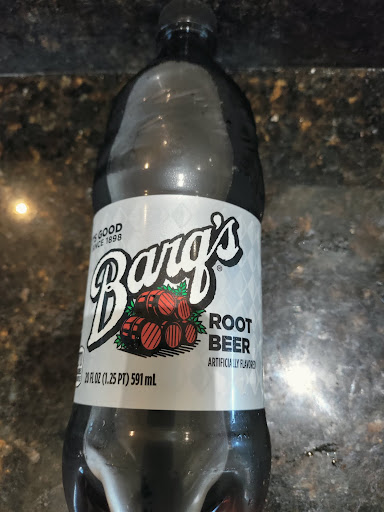 GOOD
SINCE 1898
Barq's
®
ROOT
BEER
ARTIFICIALLY FLAVORED
20 FL OZ (1.25 PT) 591 mL